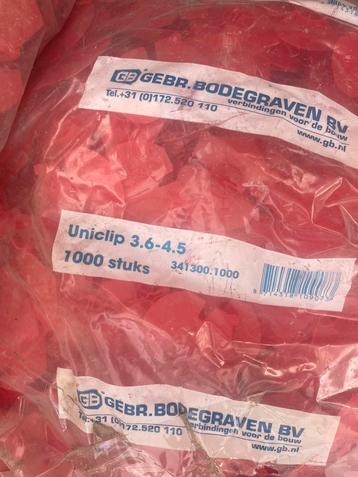 GB GEBR.BODEGRAVEN BV
Tel.+31 (0)172.520 110 verbindingen voor de bouw
www.gb.nl
Uniclip 3.6-4.5
1000 stuks 341300.1000
GB GEBR.BODEGRAVEN BV
Tel.+31 (0)172.520 110 verbindingen voor de bouw
www.gb.nl